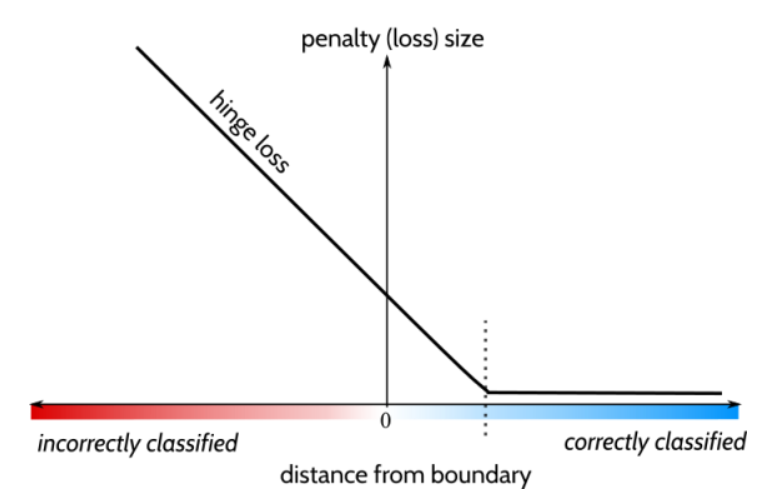 penalty (loss) size
hinge loss
0
incorrectly classified
correctly classified
distance from boundary